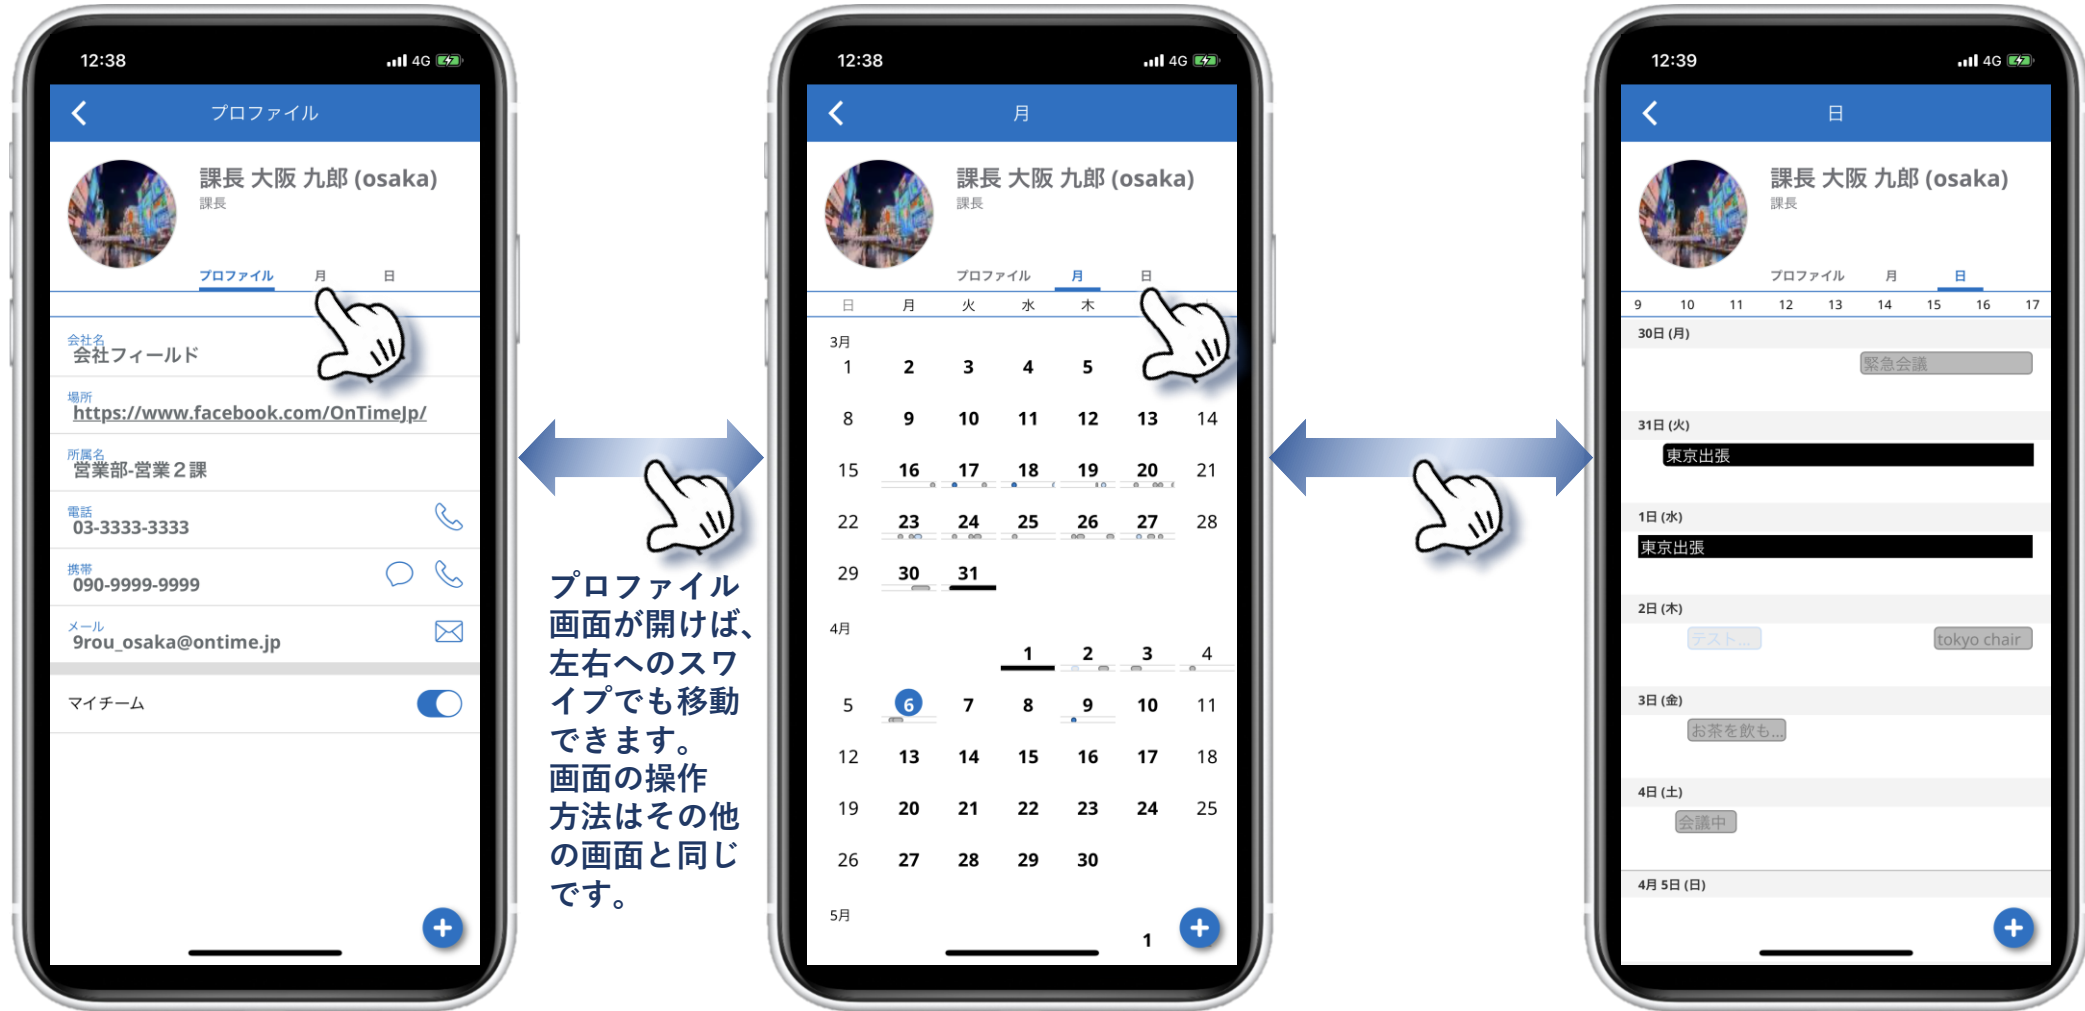 12:38
4G
プロファイル
課長 大阪 九郎 (osaka)
課長
プロファイル 月 日
会社名
会社フィールド
場所
https://www.facebook.com/OnTimeJp/
所属名
営業部-営業２課
電話
03-3333-3333
携帯
090-9999-9999
メール
9rou_osaka@ontime.jp
マイチーム
プロファイル
画面が開けば、
左右へのスワ
イプでも移動
できます。
画面の操作
方法はその他
の画面と同じ
です。
12:38
4G
月
課長 大阪 九郎 (osaka)
課長
プロファイル 月 日
日 月 火 水 木
3月
1 2 3 4 5
8 9 10 11 12 13 14
15 16 17 18 19 20 21
22 23 24 25 26 27 28
29 30 31
4月
1 2 3 4
5 6 7 8 9 10 11
12 13 14 15 16 17 18
19 20 21 22 23 24 25
26 27 28 29 30
5月
1
12:39
4G
日
課長 大阪 九郎 (osaka)
課長
プロファイル 月 日
9 10 11 12 13 14 15 16 17
30日 (月)
緊急会議
31日 (火)
東京出張
1日 (水)
東京出張
2日 (木)
テスト... tokyo chair
3日 (金)
お茶を飲も...
4日 (土)
会議中
4月 5日 (日)